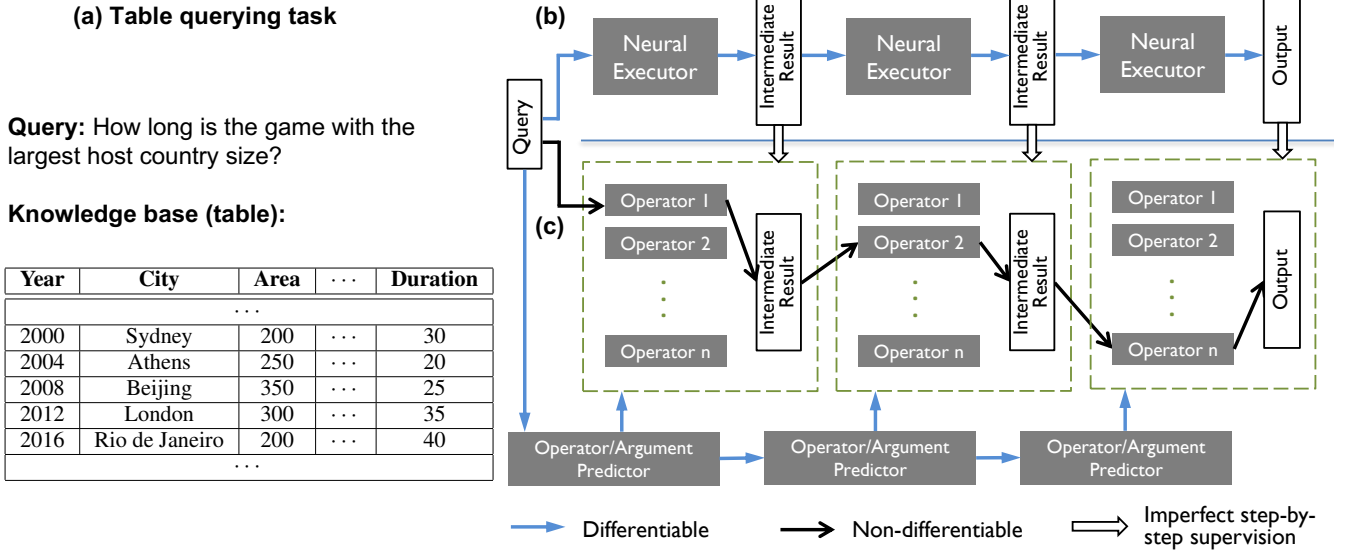 (a) Table querying task
Query: How long is the game with the
largest host country size?
Knowledge base (table):
Year City Area · · · Duration
· · ·
2000 Sydney 200 · · · 30
2004 Athens 250 · · · 20
2008 Beijing 350 · · · 25
2012 London 300 · · · 35
2016 Rio de Janeiro 200 · · · 40
· · ·
(b)
Query
Neural
Executor
Intermediate
Result
Neural
Executor
Intermediate
Result
Neural
Executor
Output
(c)
Operator 1
Operator 2
Operator n
Intermediate
Result
Operator 1
Operator 2
Operator n
Intermediate
Result
Operator 1
Operator 2
Operator n
Output
Operator/Argument
Predictor
Operator/Argument
Predictor
Operator/Argument
Predictor
Differentiable
Non-differentiable
Imperfect step-by-
step supervision